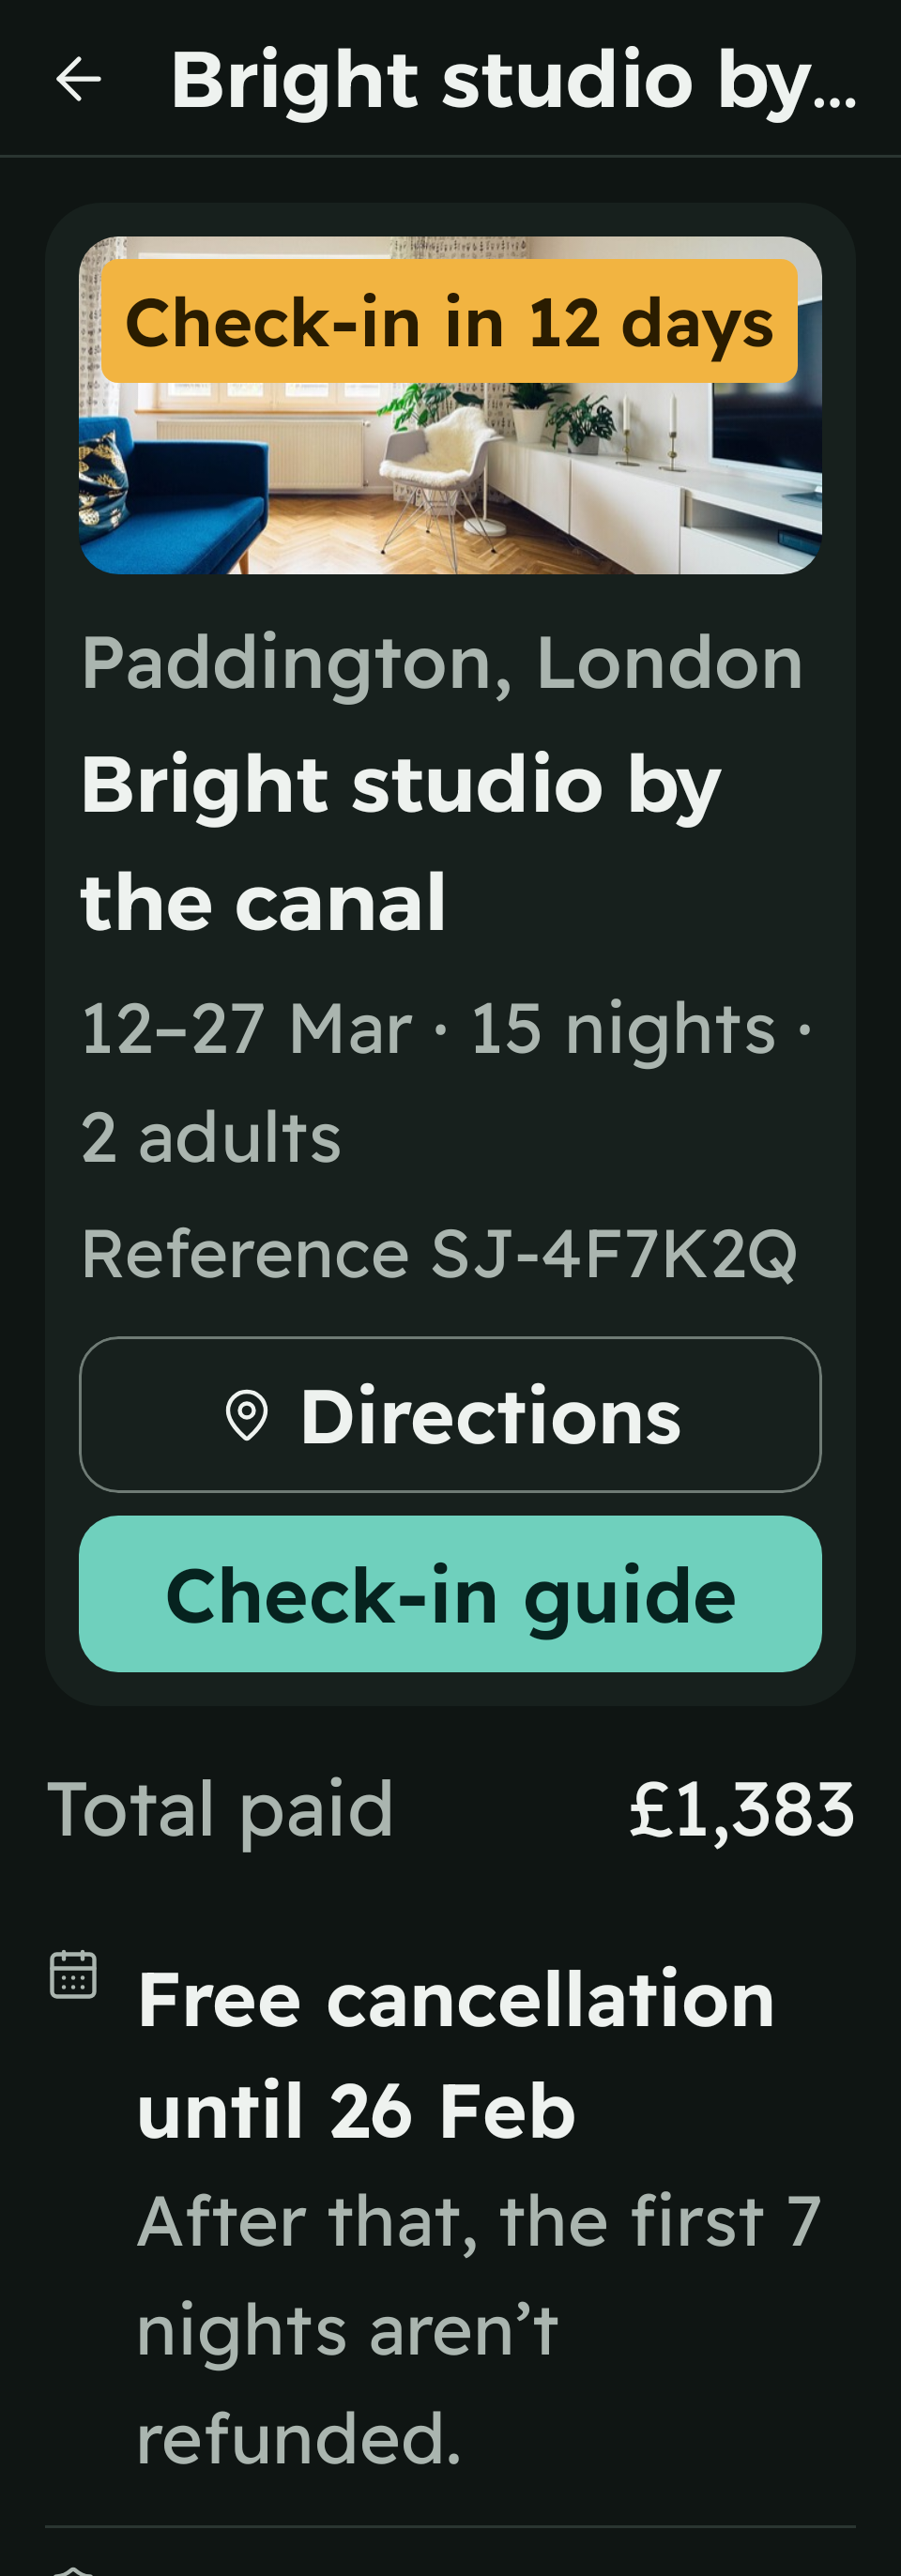 Bright studio by...
Check-in in 12 days
Paddington, London
Bright studio by
the canal
12–27 Mar · 15 nights ·
2 adults
Reference SJ-4F7K2Q
Directions
Check-in guide
Total paid £1,383
Free cancellation
until 26 Feb
After that, the first 7
nights aren’t
refunded.